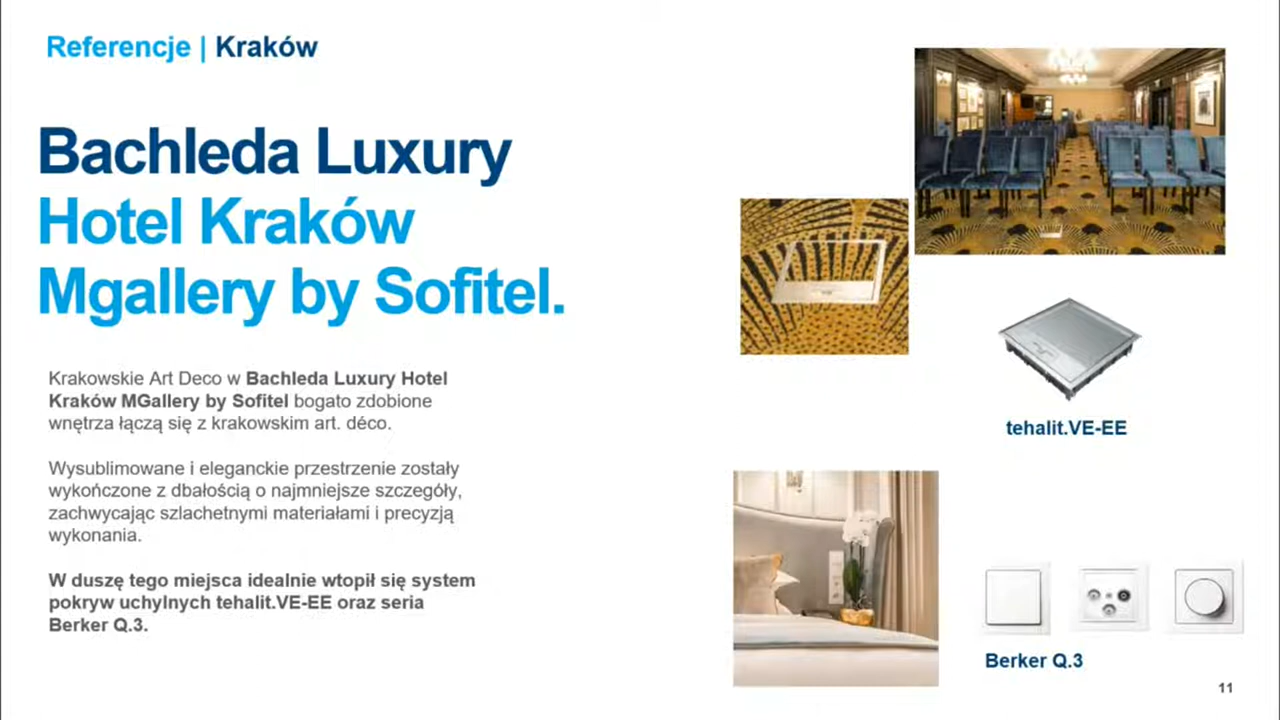 Referencje | Kraków
Bachleda Luxury
Hotel Kraków
Mgallery by Sofitel.
Krakowskie Art Deco w Bachleda Luxury Hotel
Kraków MGallery by Sofitel bogato zdobione
wnętrza łączą się z krakowskim art. déco.
Wysublimowane i eleganckie przestrzenie zostały
wykończone z dbałością o najmniejsze szczegóły,
zachwycając szlachetnymi materiałami i precyzją
wykonania.
W duszę tego miejsca idealnie wtopił się system
pokryw uchylnych tehalit.VE-EE oraz seria
Berker Q.3.
tehalit.VE-EE
Berker Q.3
11